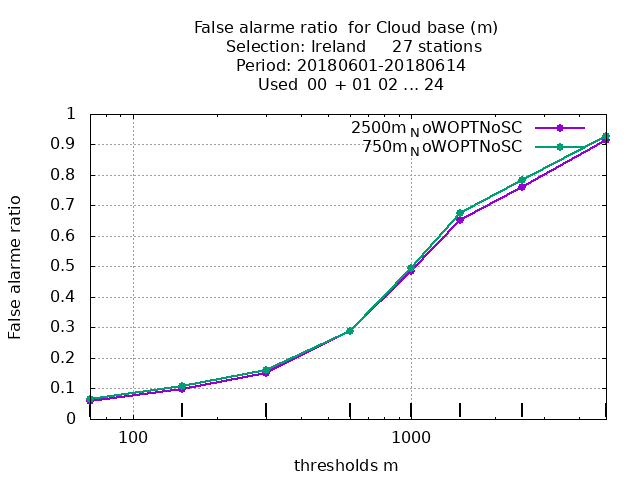 False alarme ratio  for Cloud base (m)
Selection: Ireland     27 stations
Period: 20180601-20180614
Used  00  + 01 02 ... 24
2500m_NoWOPTNoSC
750m_NoWOPTNoSC
1
0.9
0.8
0.7
0.6
0.5
0.4
0.3
0.2
0.1
0
False alarme ratio
100 1000
thresholds m